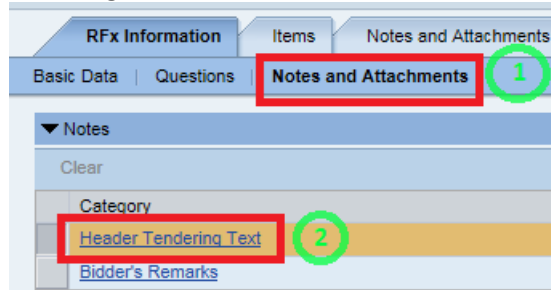 RFx Information Items Notes and Attachments
Basic Data | Questions | Notes and Attachments 1
Notes
Clear
Category
Header Tendering Text 2
Bidder's Remarks